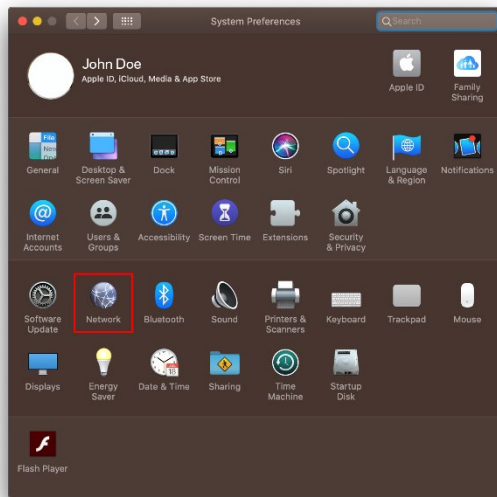 System Preferences
Search
John Doe
Apple ID, iCloud, Media & App Store
Apple ID
Family
Sharing
File
New
General
Desktop &
Screen Saver
Dock
Mission
Control
Siri
Spotlight
Language
& Region
Notifications
@
Internet
Accounts
Users &
Groups
Accessibility
Screen Time
Extensions
Security
& Privacy
Software
Update
Network
Bluetooth
Sound
Printers &
Scanners
Keyboard
Trackpad
Mouse
Displays
Energy
Saver
18
Date & Time
Sharing
Time
Machine
Startup
Disk
Flash Player